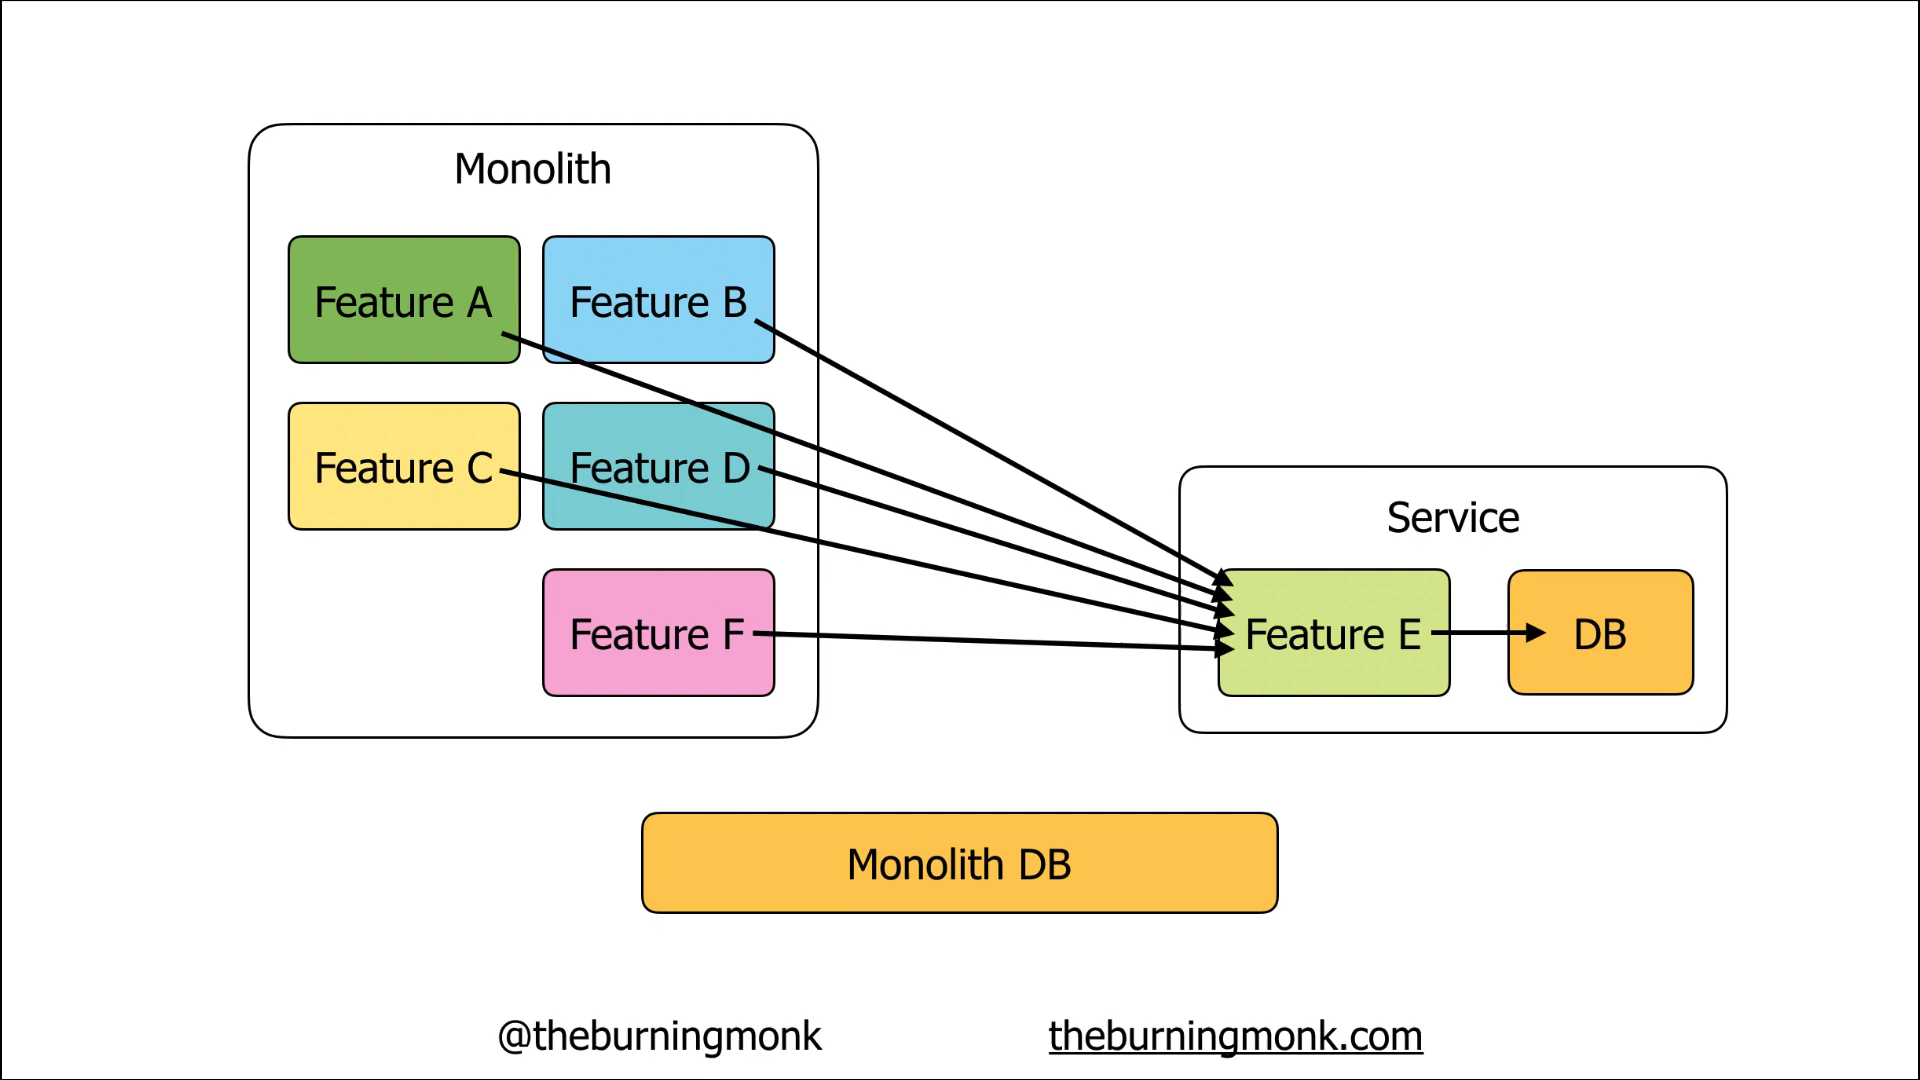 Monolith
Feature A
Feature B
Feature C
Feature D
Feature F
Service
Feature E
DB
Monolith DB
@theburningmonk
theburningmonk.com